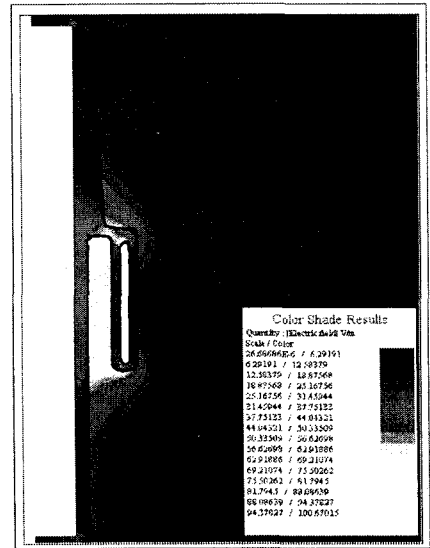 Color Shade Results
Quantity : |Electric field| V/m
Scale / Color
26.68686E-6 / 6.29191
6.29191 / 12.58379
12.58379 / 18.87568
18.87568 / 25.16756
25.16756 / 31.45944
31.45944 / 37.75133
37.75133 / 44.04321
44.04321 / 50.33509
50.33509 / 56.62698
56.62698 / 62.91886
62.91886 / 69.21074
69.21074 / 75.50262
75.50262 / 81.7945
81.7945 / 88.08639
88.08639 / 94.37827
94.37827 / 100.67015